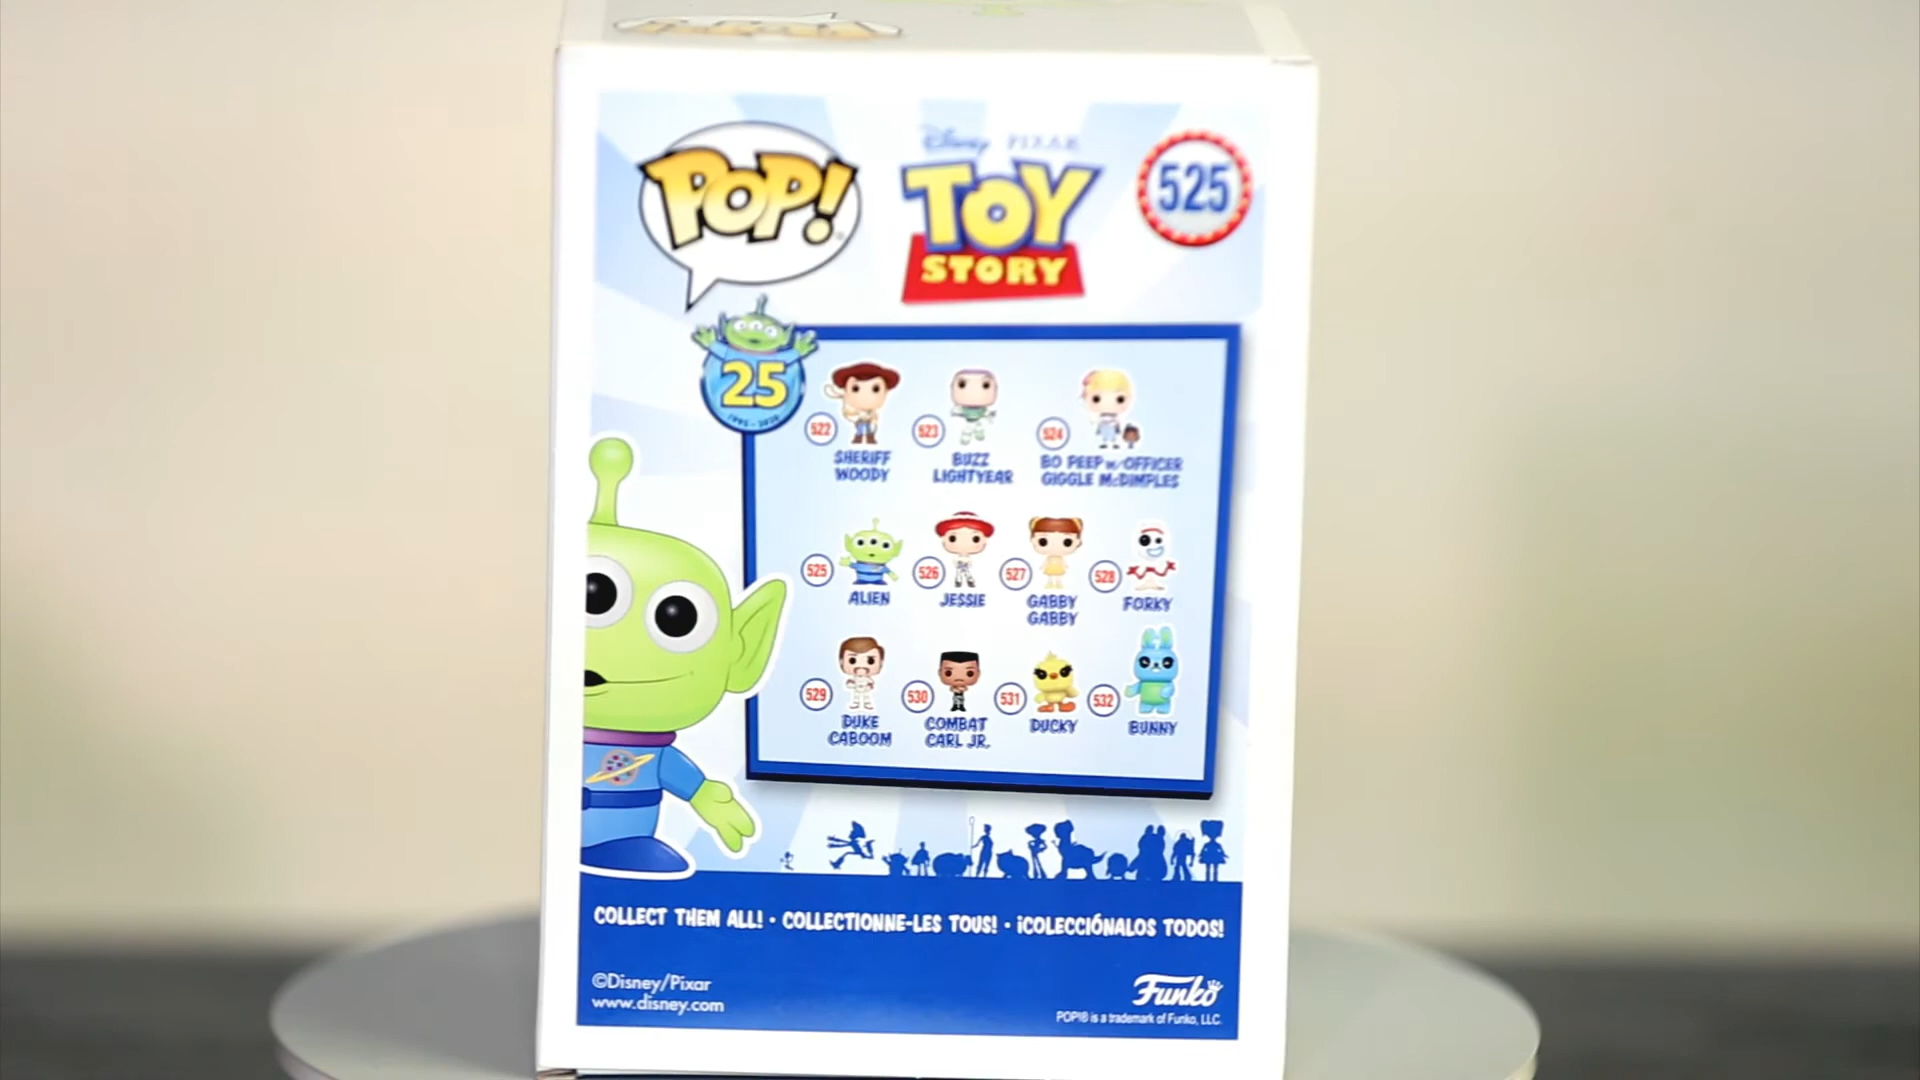 POP!
Disney PIXAR
TOY
STORY
525
25
1995-2020
522
SHERIFF
WOODY
523
BUZZ
LIGHTYEAR
524
BO PEEP w/OFFICER
GIGGLE McDIMPLES
525
ALIEN
526
JESSIE
527
GABBY
GABBY
528
FORKY
529
DUKE
CABOOM
530
COMBAT
CARL JR.
531
DUCKY
532
BUNNY
COLLECT THEM ALL! • COLLECTIONNE-LES TOUS! • ¡COLECCIÓNALOS TODOS!
©Disney/Pixar
www.disney.com
Funko
POP!® is a trademark of Funko, LLC.